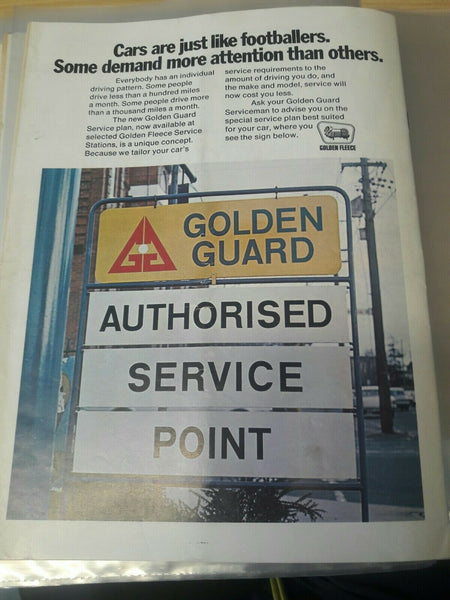 Cars are just like footballers.
Some demand more attention than others.
Everybody has an individual
driving pattern. Some people
drive less than a hundred miles
a month. Some people drive more
than a thousand miles a month.
The new Golden Guard
Service plan, now available at
selected Golden Fleece Service
Stations, is a unique concept.
Because we tailor your car's
service requirements to the
amount of driving you do, and
the make and model, service will
now cost you less.
Ask your Golden Guard
Serviceman to advise you on the
special service plan best suited
for your car, where you
see the sign below.
GOLDEN FLEECE
GOLDEN
GUARD
AUTHORISED
SERVICE
POINT